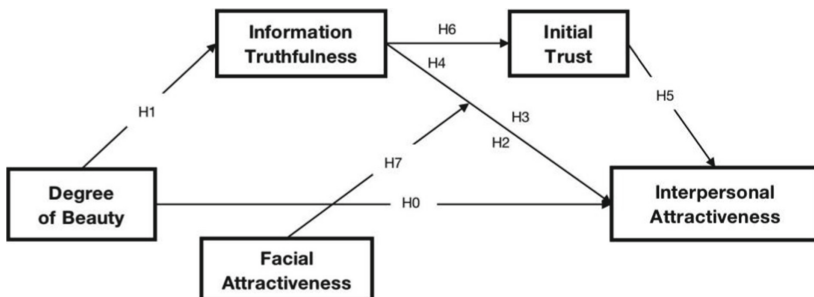 Information
Truthfulness
H6
Initial
Trust
H4
H5
H1
H3
H2
H7
Degree
of Beauty
H0
Interpersonal
Attractiveness
Facial
Attractiveness